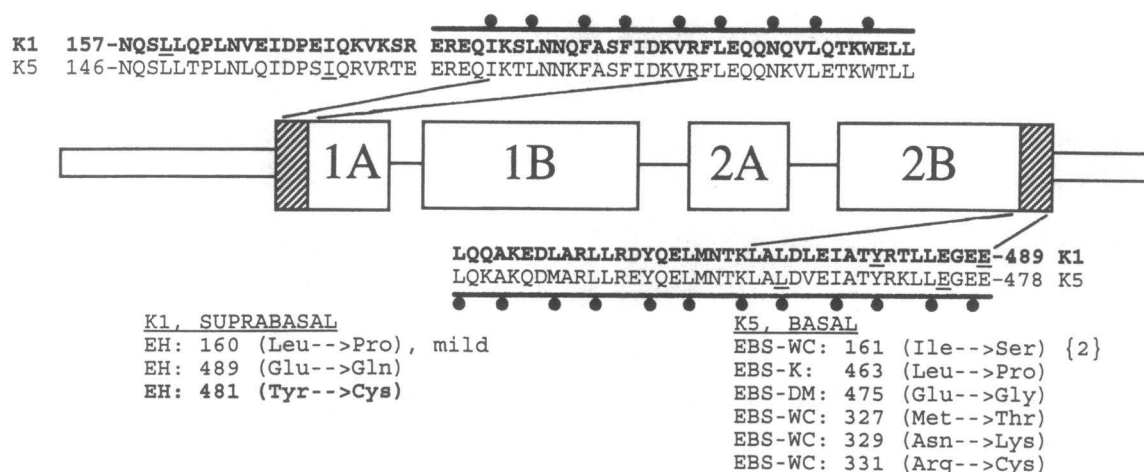 K1 157-NQSLLQPLNVEIDPEIQKVKSR EREQIKSLNNQFASFIDKVRFLEQQNQVLQTKWELL
K5 146-NQSLLTPLNLQIDPSIQRVRTE EREQIKTLNNKFASFIDKVRFLEQQNKVLETKWTLL
1A 1B 2A 2B
LQQAKEDLARLLRDYQELMNTKLALDLEIATYRTLLEGEE-489 K1
LQKAKQDMARLLREYQELMNTKLALDVEIATYRKLLEGEE-478 K5
K1, SUPRABASAL
EH: 160 (Leu-->Pro), mild
EH: 489 (Glu-->Gln)
EH: 481 (Tyr-->Cys)
K5, BASAL
EBS-WC: 161 (Ile-->Ser) {2}
EBS-K: 463 (Leu-->Pro)
EBS-DM: 475 (Glu-->Gly)
EBS-WC: 327 (Met-->Thr)
EBS-WC: 329 (Asn-->Lys)
EBS-WC: 331 (Arg-->Cys)